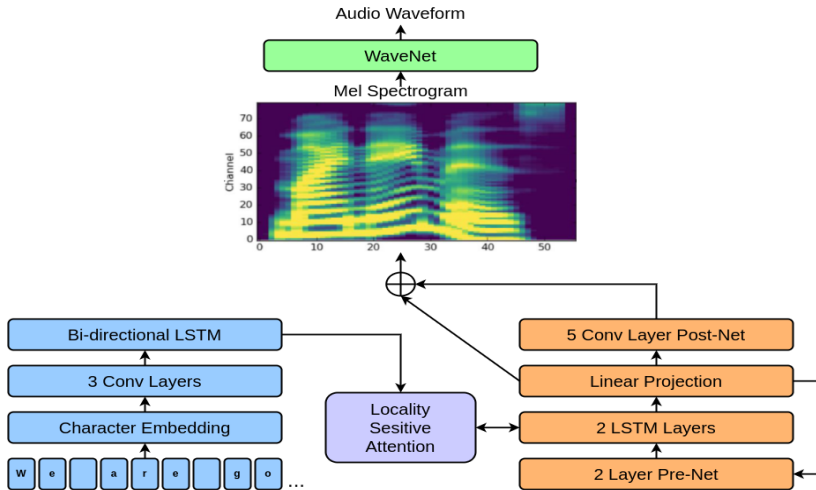 Audio Waveform
WaveNet
Mel Spectrogram
Channel
70
60
50
40
30
20
10
0
0 10 20 30 40 50
Bi-directional LSTM
3 Conv Layers
Character Embedding
W e a r e g o ...
Locality
Sesitive
Attention
5 Conv Layer Post-Net
Linear Projection
2 LSTM Layers
2 Layer Pre-Net